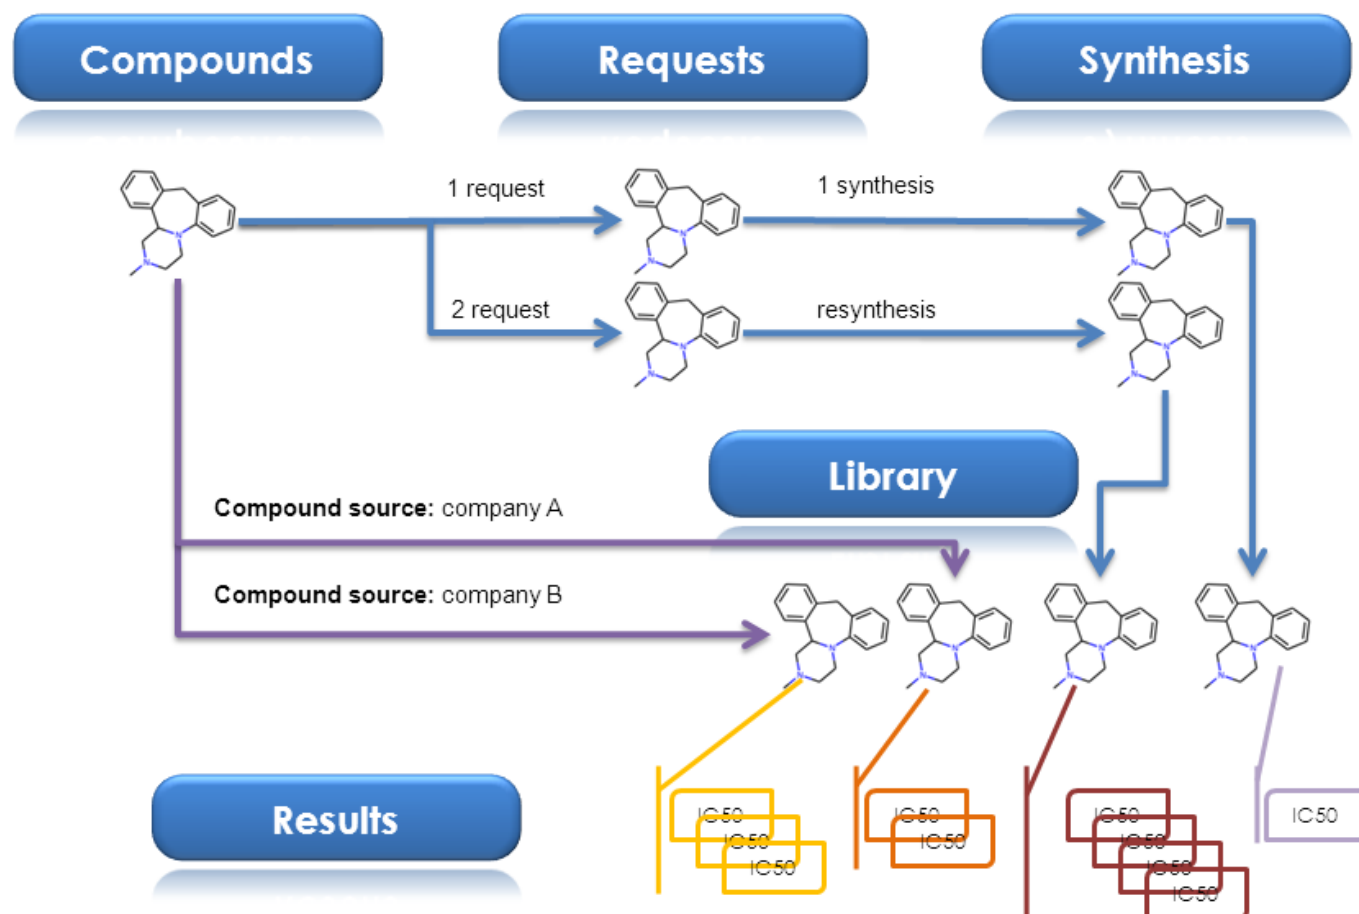 Compounds
Requests
Synthesis
1 request
1 synthesis
2 request
resynthesis
Library
Compound source: company A
Compound source: company B
Results
IC50
IC50
IC50
IC50
IC50
IC50
IC50
IC50
IC50
IC50